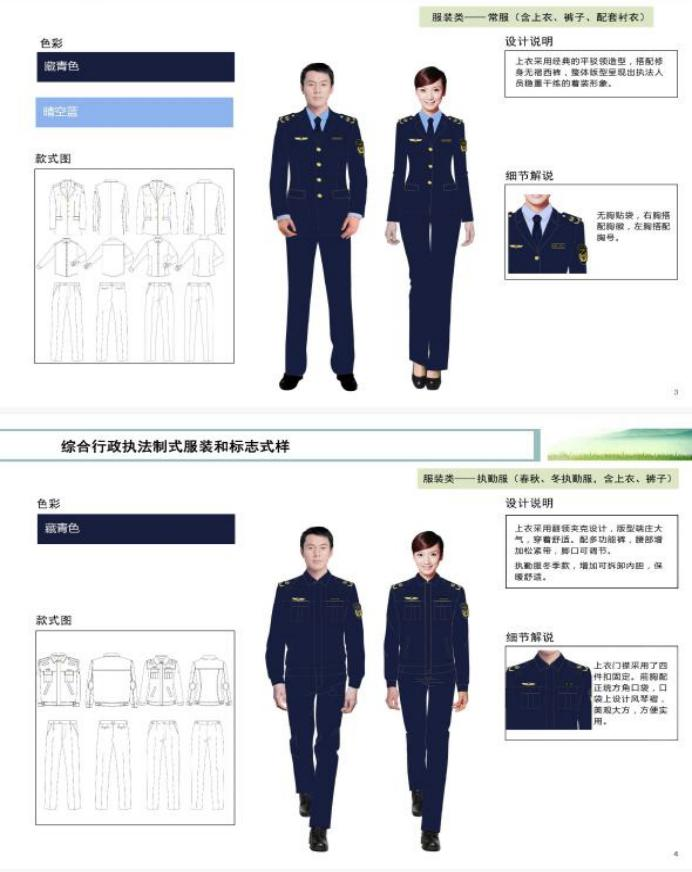 服装类——常服（含上衣、裤子、配套衬衣）
色彩
藏青色
晴空蓝
款式图
设计说明
上衣采用经典的平驳领造型，搭配修
身无褶西裤，整体版型呈现出执法人
员稳重干练的着装形象。
细节解说
无胸贴袋，右胸搭
配胸徽，左胸搭配
胸号。
3
综合行政执法制式服装和标志式样
服装类——执勤服（春秋、冬执勤服，含上衣、裤子）
色彩
藏青色
款式图
设计说明
上衣采用翻领夹克设计，版型端庄大
气，穿着舒适。配多功能裤，腰部增
加松紧带，脚口可调节。
执勤服冬季款，增加可拆卸内胆，保
暖舒适。
细节解说
上衣门襟采用了四
件扣固定。前胸配
正统方角口袋，口
袋上设计风琴褶，
美观大方，方便实
用。
4